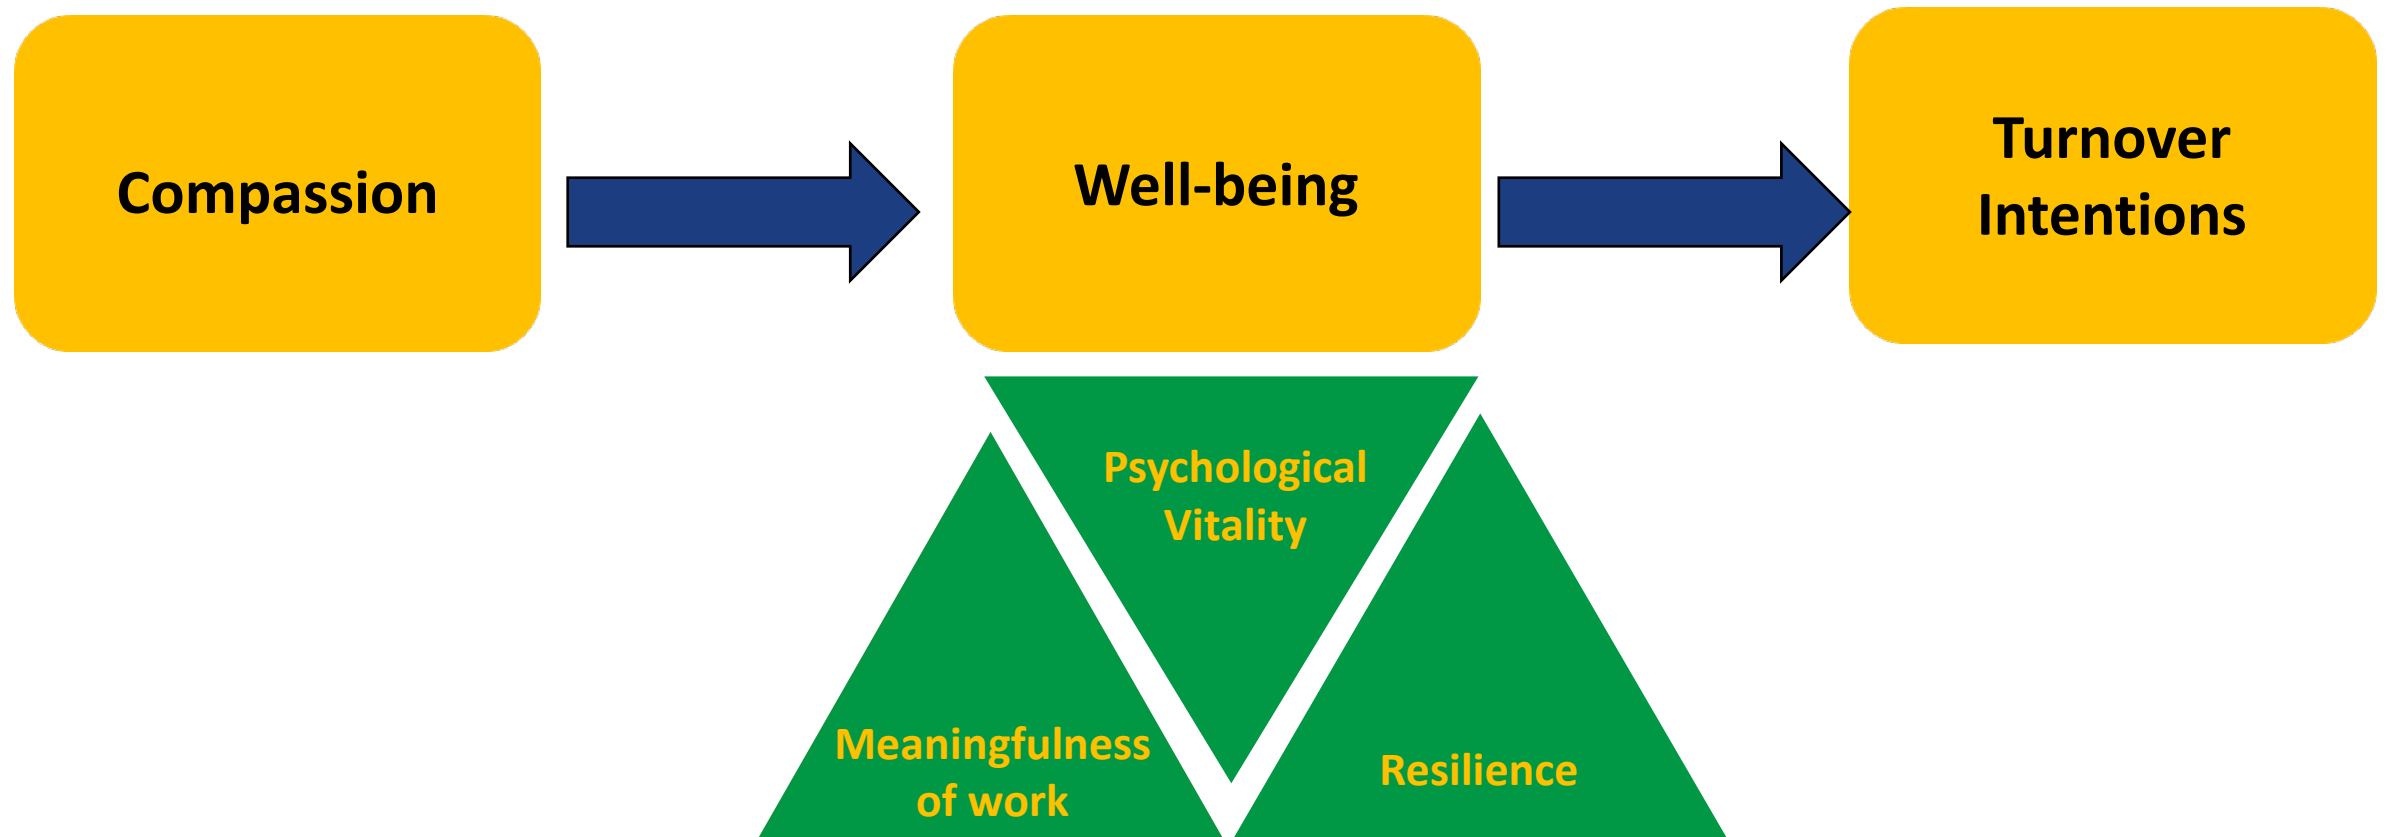 Compassion
Well-being
Turnover
Intentions
Psychological
Vitality
Meaningfulness
of work
Resilience